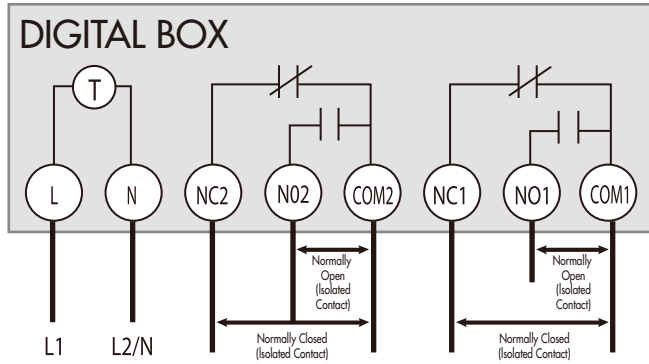 DIGITAL BOX
T
L
N
NC2
N02
COM2
NC1
NO1
COM1
Normally
Open
(Isolated
Contact)
Normally
Open
(Isolated
Contact)
L1
L2/N
Normally Closed
(Isolated Contact)
Normally Closed
(Isolated Contact)